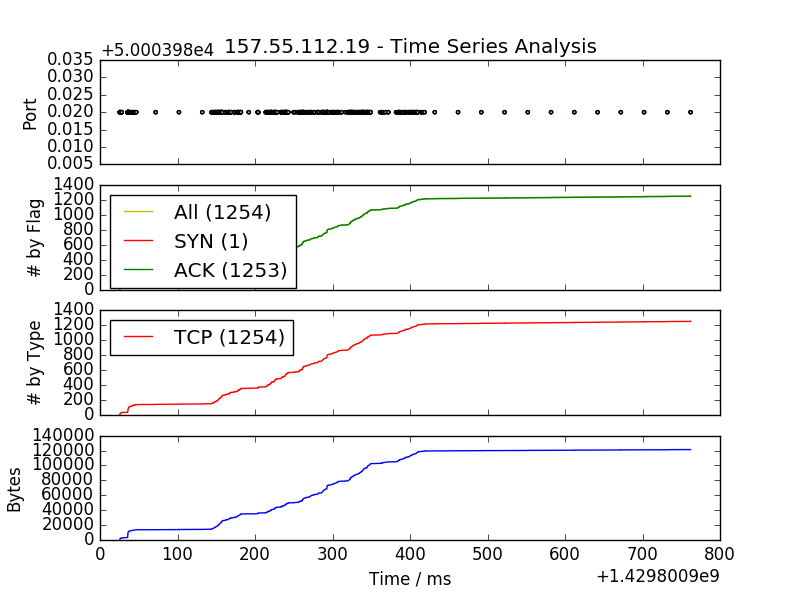 +5.000398e4
157.55.112.19 - Time Series Analysis
0.035
0.030
0.025
0.020
0.015
0.010
0.005
Port
1400
1200
1000
800
600
400
200
0
# by Flag
All (1254)
SYN (1)
ACK (1253)
1400
1200
1000
800
600
400
200
0
# by Type
TCP (1254)
140000
120000
100000
80000
60000
40000
20000
0
Bytes
0 100 200 300 400 500 600 700 800
Time / ms
+1.4298009e9